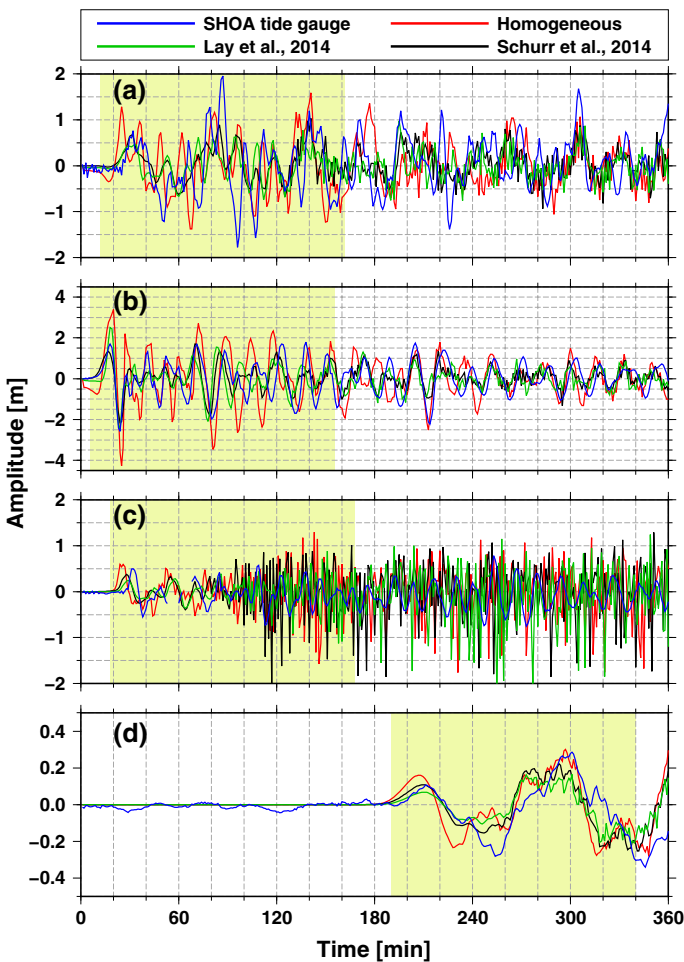 SHOA tide gauge Homogeneous
Lay et al., 2014 Schurr et al., 2014
(a)
2
1
0
−1
−2
(b)
4
2
0
−2
−4
(c)
2
1
0
−1
−2
(d)
0.4
0.2
0.0
−0.2
−0.4
0 60 120 180 240 300 360
Amplitude [m]
Time [min]